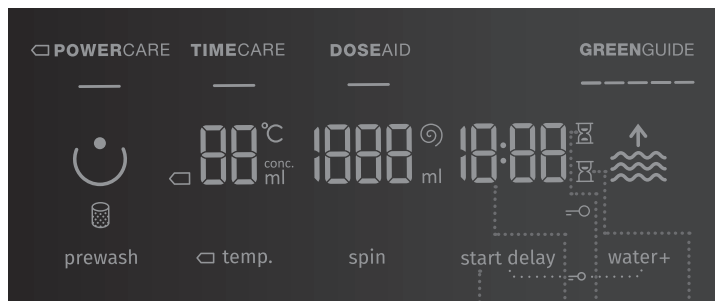 POWERCARE TIMECARE DOSEAID GREENGUIDE
88 °C conc. ml 1888 ml 18:88
prewash temp. spin start delay water+